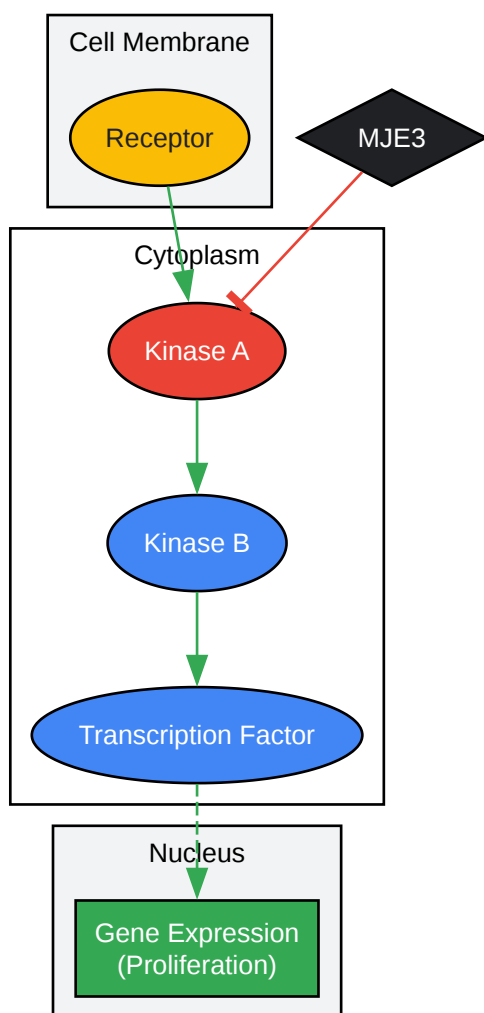 Cell Membrane
Receptor
MJE3
Cytoplasm
Kinase A
Kinase B
Transcription Factor
Nucleus
Gene Expression
(Proliferation)